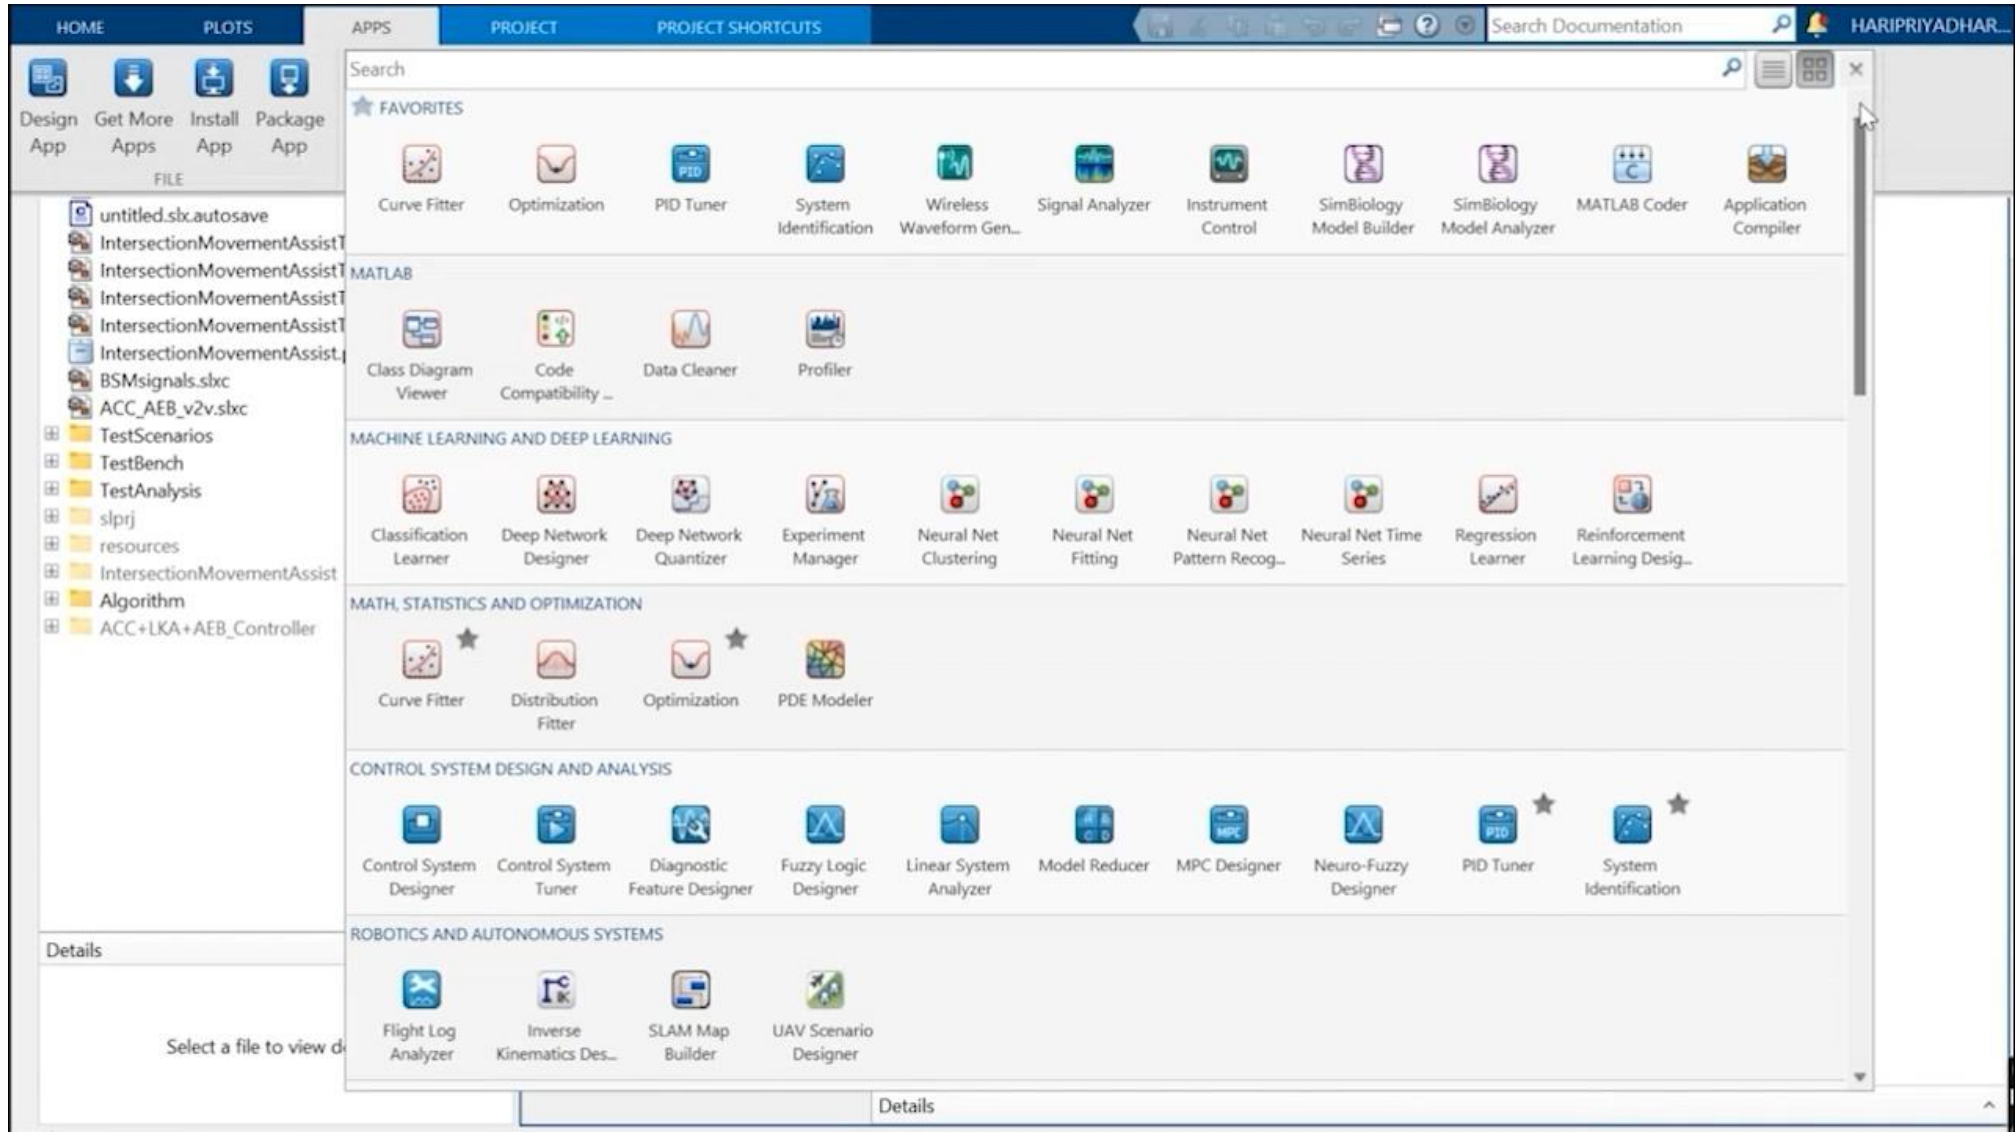 HOME PLOTS APPS PROJECT PROJECT SHORTCUTS Search Documentation HARIPRIYADHAR...
Design App
Get More Apps
Install App
Package App
FILE
untitled.slx.autosave
IntersectionMovementAssistT
IntersectionMovementAssistT
IntersectionMovementAssistT
IntersectionMovementAssistT
IntersectionMovementAssist.p
BSMsignals.slxc
ACC_AEB_v2v.slxc
TestScenarios
TestBench
TestAnalysis
slprj
resources
IntersectionMovementAssist
Algorithm
ACC+LKA+AEB_Controller
Details
Select a file to view d
Search
FAVORITES
Curve Fitter
Optimization
PID Tuner
PID
System Identification
Wireless Waveform Gen...
Signal Analyzer
Instrument Control
SimBiology Model Builder
SimBiology Model Analyzer
C
MATLAB Coder
Application Compiler
MATLAB
Class Diagram Viewer
Code Compatibility ...
Data Cleaner
Profiler
MACHINE LEARNING AND DEEP LEARNING
Classification Learner
Deep Network Designer
Deep Network Quantizer
Experiment Manager
Neural Net Clustering
Neural Net Fitting
Neural Net Pattern Recog...
Neural Net Time Series
Regression Learner
Reinforcement Learning Desig...
MATH, STATISTICS AND OPTIMIZATION
Curve Fitter
Distribution Fitter
Optimization
PDE Modeler
CONTROL SYSTEM DESIGN AND ANALYSIS
Control System Designer
Control System Tuner
Diagnostic Feature Designer
Fuzzy Logic Designer
Linear System Analyzer
A B C D
Model Reducer
MPC
MPC Designer
Neuro-Fuzzy Designer
PID
PID Tuner
System Identification
ROBOTICS AND AUTONOMOUS SYSTEMS
Flight Log Analyzer
IK
Inverse Kinematics Des...
SLAM Map Builder
UAV Scenario Designer
Details